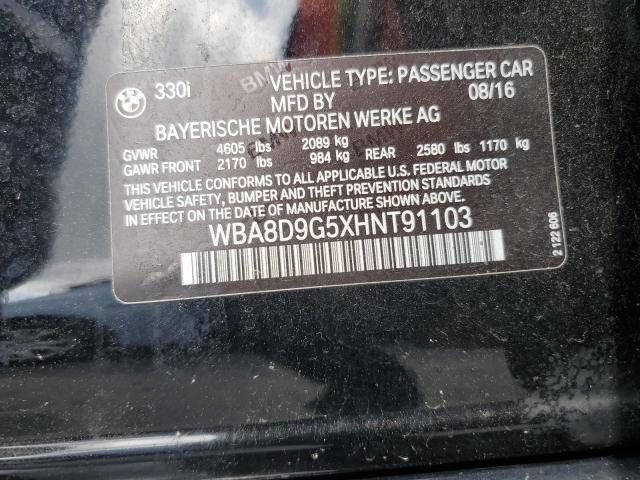 BMW 330i VEHICLE TYPE: PASSENGER CAR
MFD BY 08/16
BAYERISCHE MOTOREN WERKE AG
GVWR 4605 lbs 2089 kg
GAWR FRONT 2170 lbs 984 kg REAR 2580 lbs 1170 kg
THIS VEHICLE CONFORMS TO ALL APPLICABLE U.S. FEDERAL MOTOR
VEHICLE SAFETY, BUMPER AND THEFT PREVENTION STANDARDS IN
EFFECT ON THE DATE OF MANUFACTURE SHOWN ABOVE.
WBA8D9G5XHNT91103
2 122 606